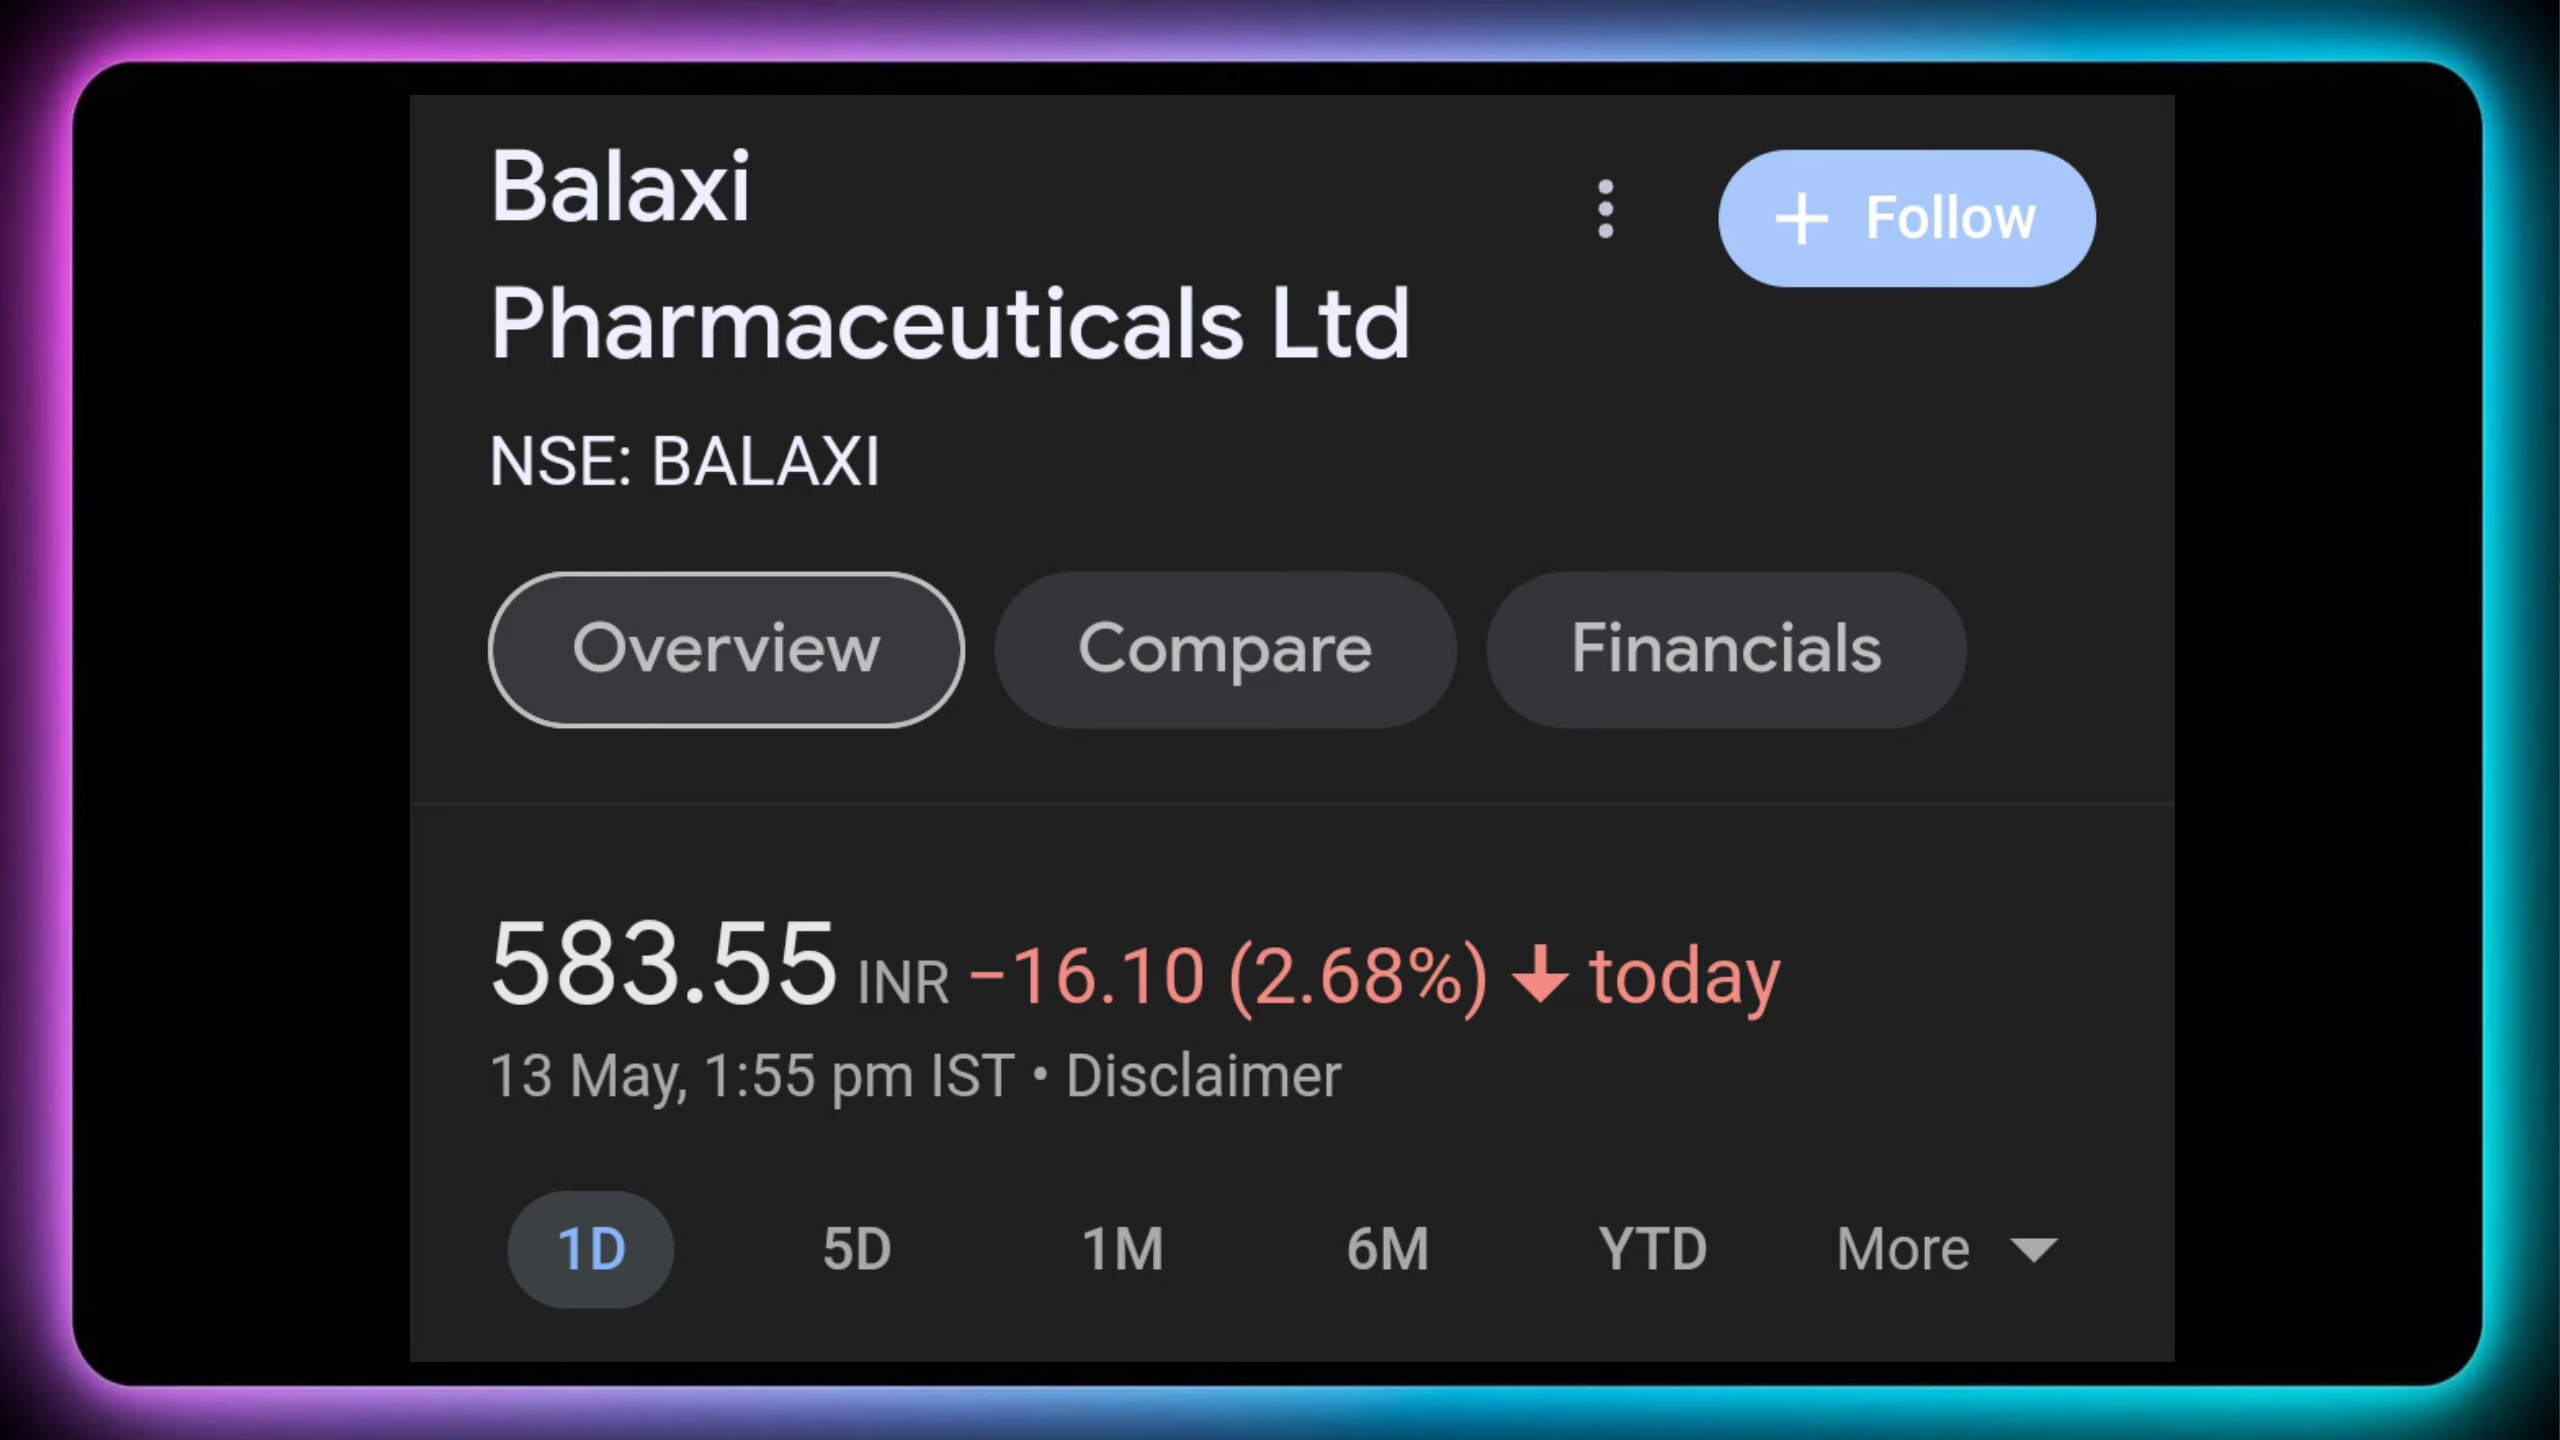 Balaxi
Pharmaceuticals Ltd
+ Follow
NSE: BALAXI
Overview Compare Financials
583.55 INR −16.10 (2.68%) ↓ today
13 May, 1:55 pm IST • Disclaimer
1D 5D 1M 6M YTD More